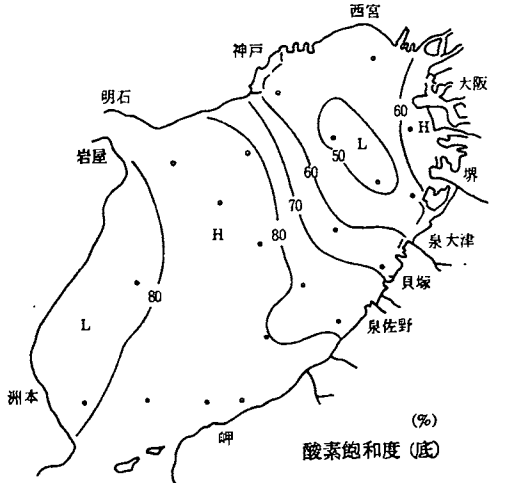 西宮
神戸
大阪
明石
60
H
50
L
岩屋
60
堺
70
H
80
泉大津
貝塚
80
L
泉佐野
洲本
岬
(%)
酸素飽和度(底)